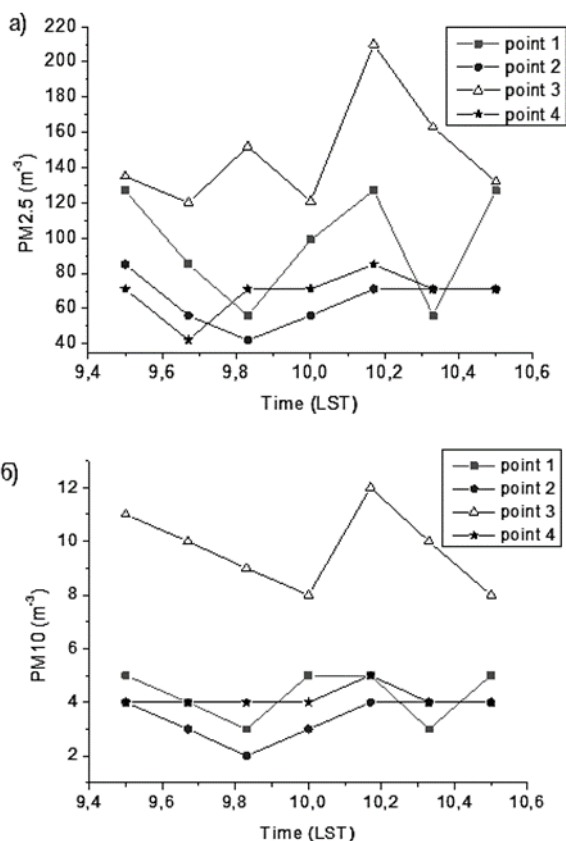 а)
220
200
180
160
140
120
100
80
60
40
PM2.5 (m⁻³)
point 1
point 2
point 3
point 4
9,4 9,6 9,8 10,0 10,2 10,4 10,6
Time (LST)
б)
12
10
8
6
4
2
PM10 (m⁻³)
point 1
point 2
point 3
point 4
9,4 9,6 9,8 10,0 10,2 10,4 10,6
Time (LST)